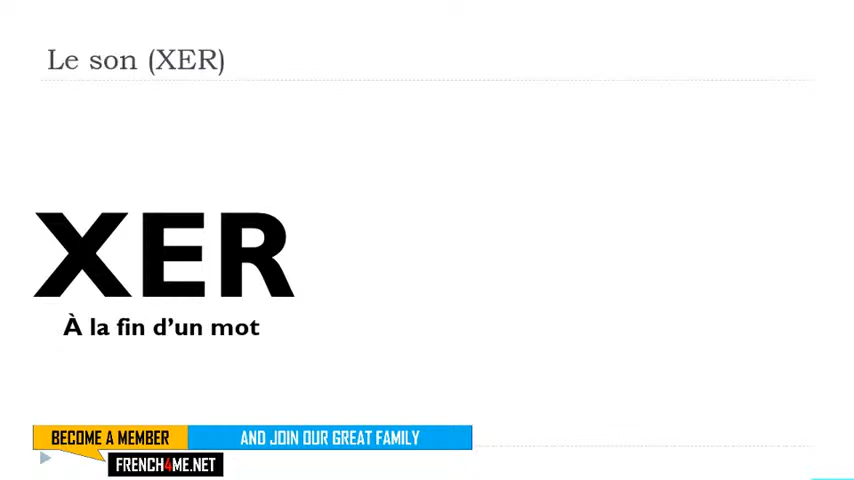 Le son (XER)
XER
À la fin d'un mot
BECOME A MEMBER AND JOIN OUR GREAT FAMILY
FRENCH4ME.NET